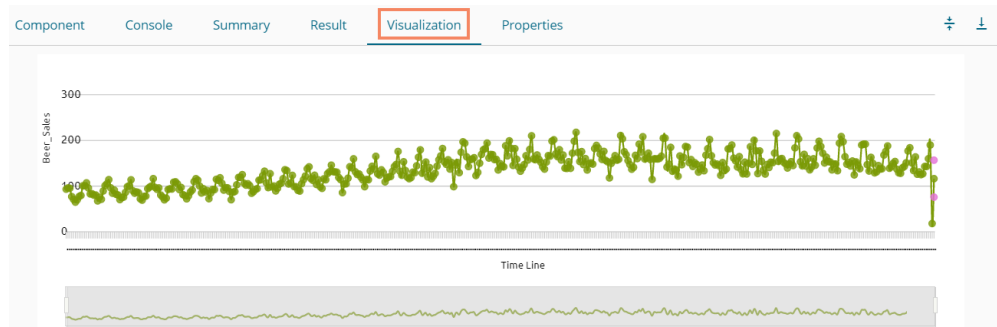 Component Console Summary Result Visualization Properties
300
200
100
0
Beer_Sales
Time Line